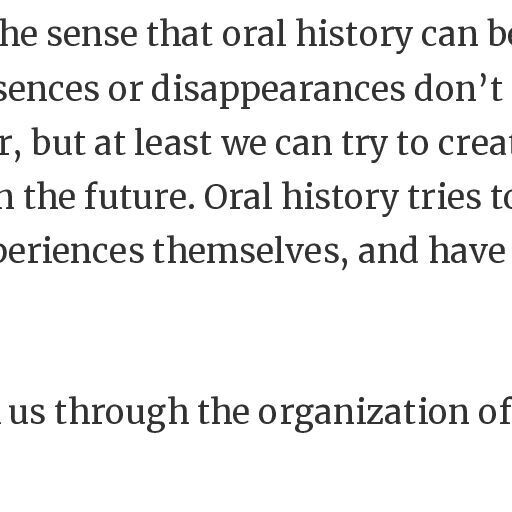 he sense that oral history can be
sences or disappearances don’t
r, but at least we can try to creat
n the future. Oral history tries to
periences themselves, and have
us through the organization of